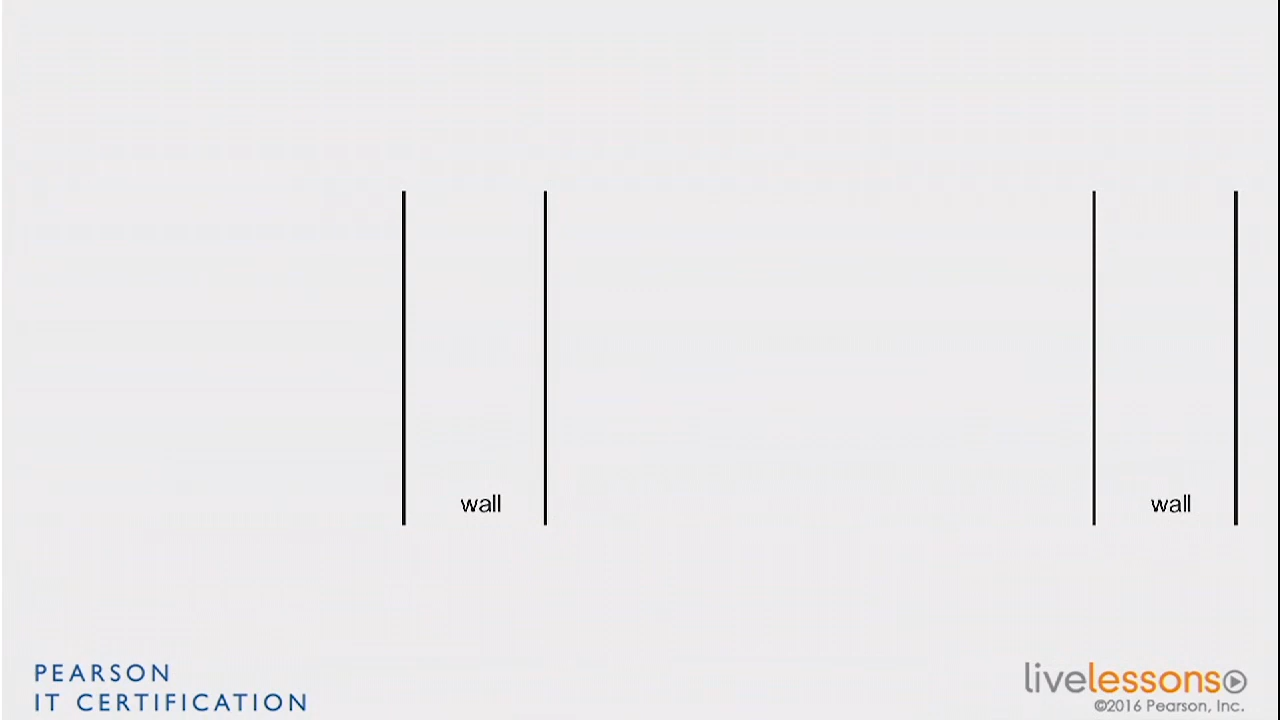 wall wall
PEARSON
IT CERTIFICATION
livelessons
©2016 Pearson, Inc.